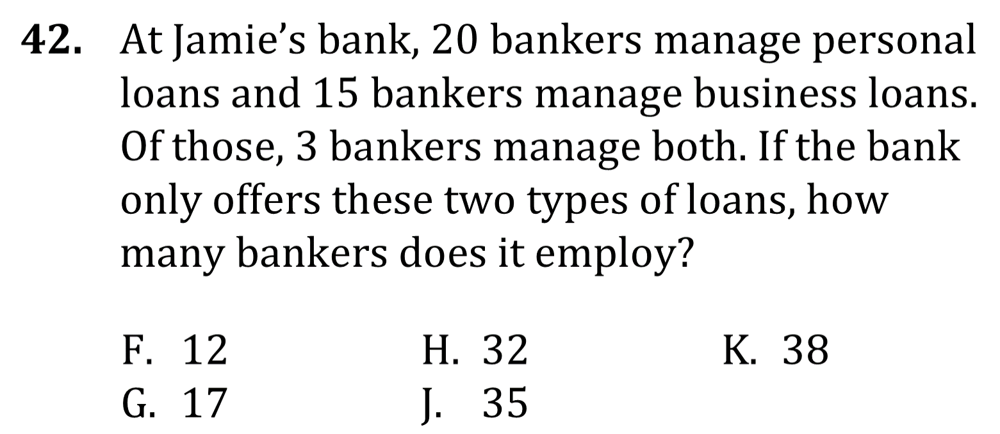 42. At Jamie’s bank, 20 bankers manage personal
loans and 15 bankers manage business loans.
Of those, 3 bankers manage both. If the bank
only offers these two types of loans, how
many bankers does it employ?
F. 12 H. 32 K. 38
G. 17 J. 35